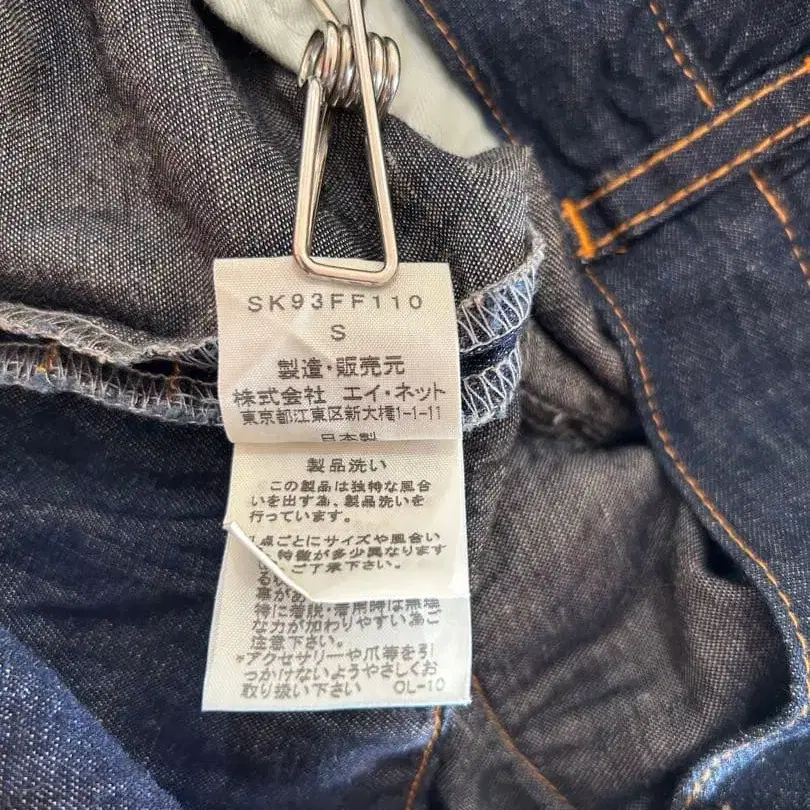 SK93FF110
S
製造・販売元
株式会社 エイ・ネット
東京都江東区新大橋1-1-11
日本製
製品洗い
この製品は独特な風合
いを出す為、製品洗いを
行っています。
1点ごとにサイズや風合い
特徴が多少異なります
ご了承下さい。
事が
特に着脱・着用時は無理
な力が加わりやすい為ご
注意下さい。
*アクセサリーや爪等を引
っかけないようやさしくお
取り扱い下さい OL-10